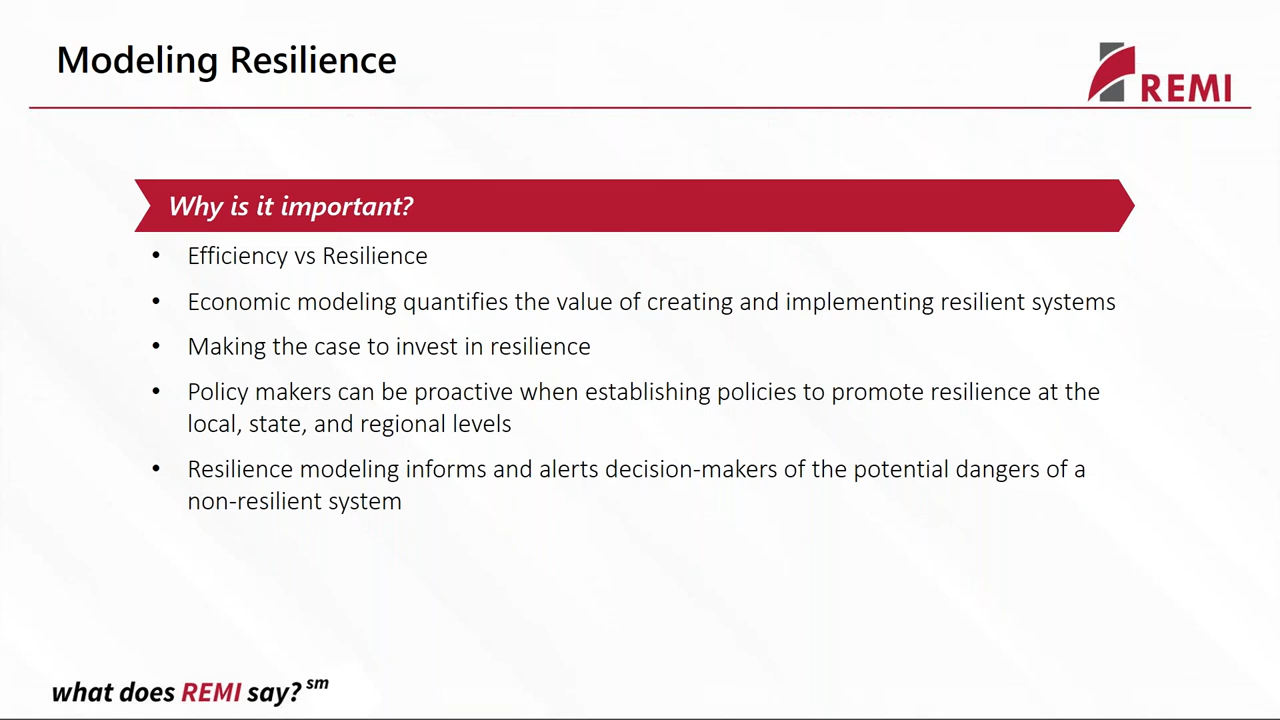 Modeling Resilience
REMI
Why is it important?
• Efficiency vs Resilience
• Economic modeling quantifies the value of creating and implementing resilient systems
• Making the case to invest in resilience
• Policy makers can be proactive when establishing policies to promote resilience at the
local, state, and regional levels
• Resilience modeling informs and alerts decision-makers of the potential dangers of a
non-resilient system
what does REMI say? sm